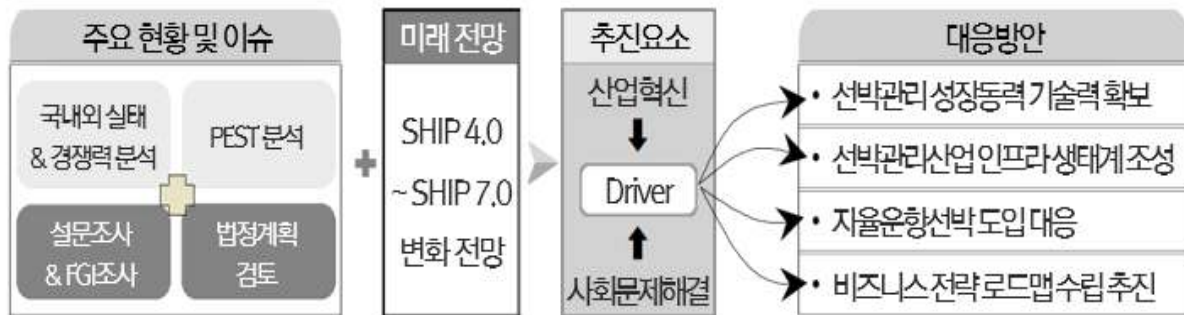 주요 현황 및 이슈
국내외 실태
& 경쟁력 분석
PEST 분석
설문조사
& FGI조사
법정계획
검토
미래 전망
SHIP 4.0
~ SHIP 7.0
변화 전망
추진요소
산업혁신
Driver
사회문제해결
대응방안
• 선박관리 성장동력 기술력 확보
• 선박관리산업 인프라 생태계 조성
• 자율운항선박 도입 대응
• 비즈니스 전략 로드맵 수립 추진